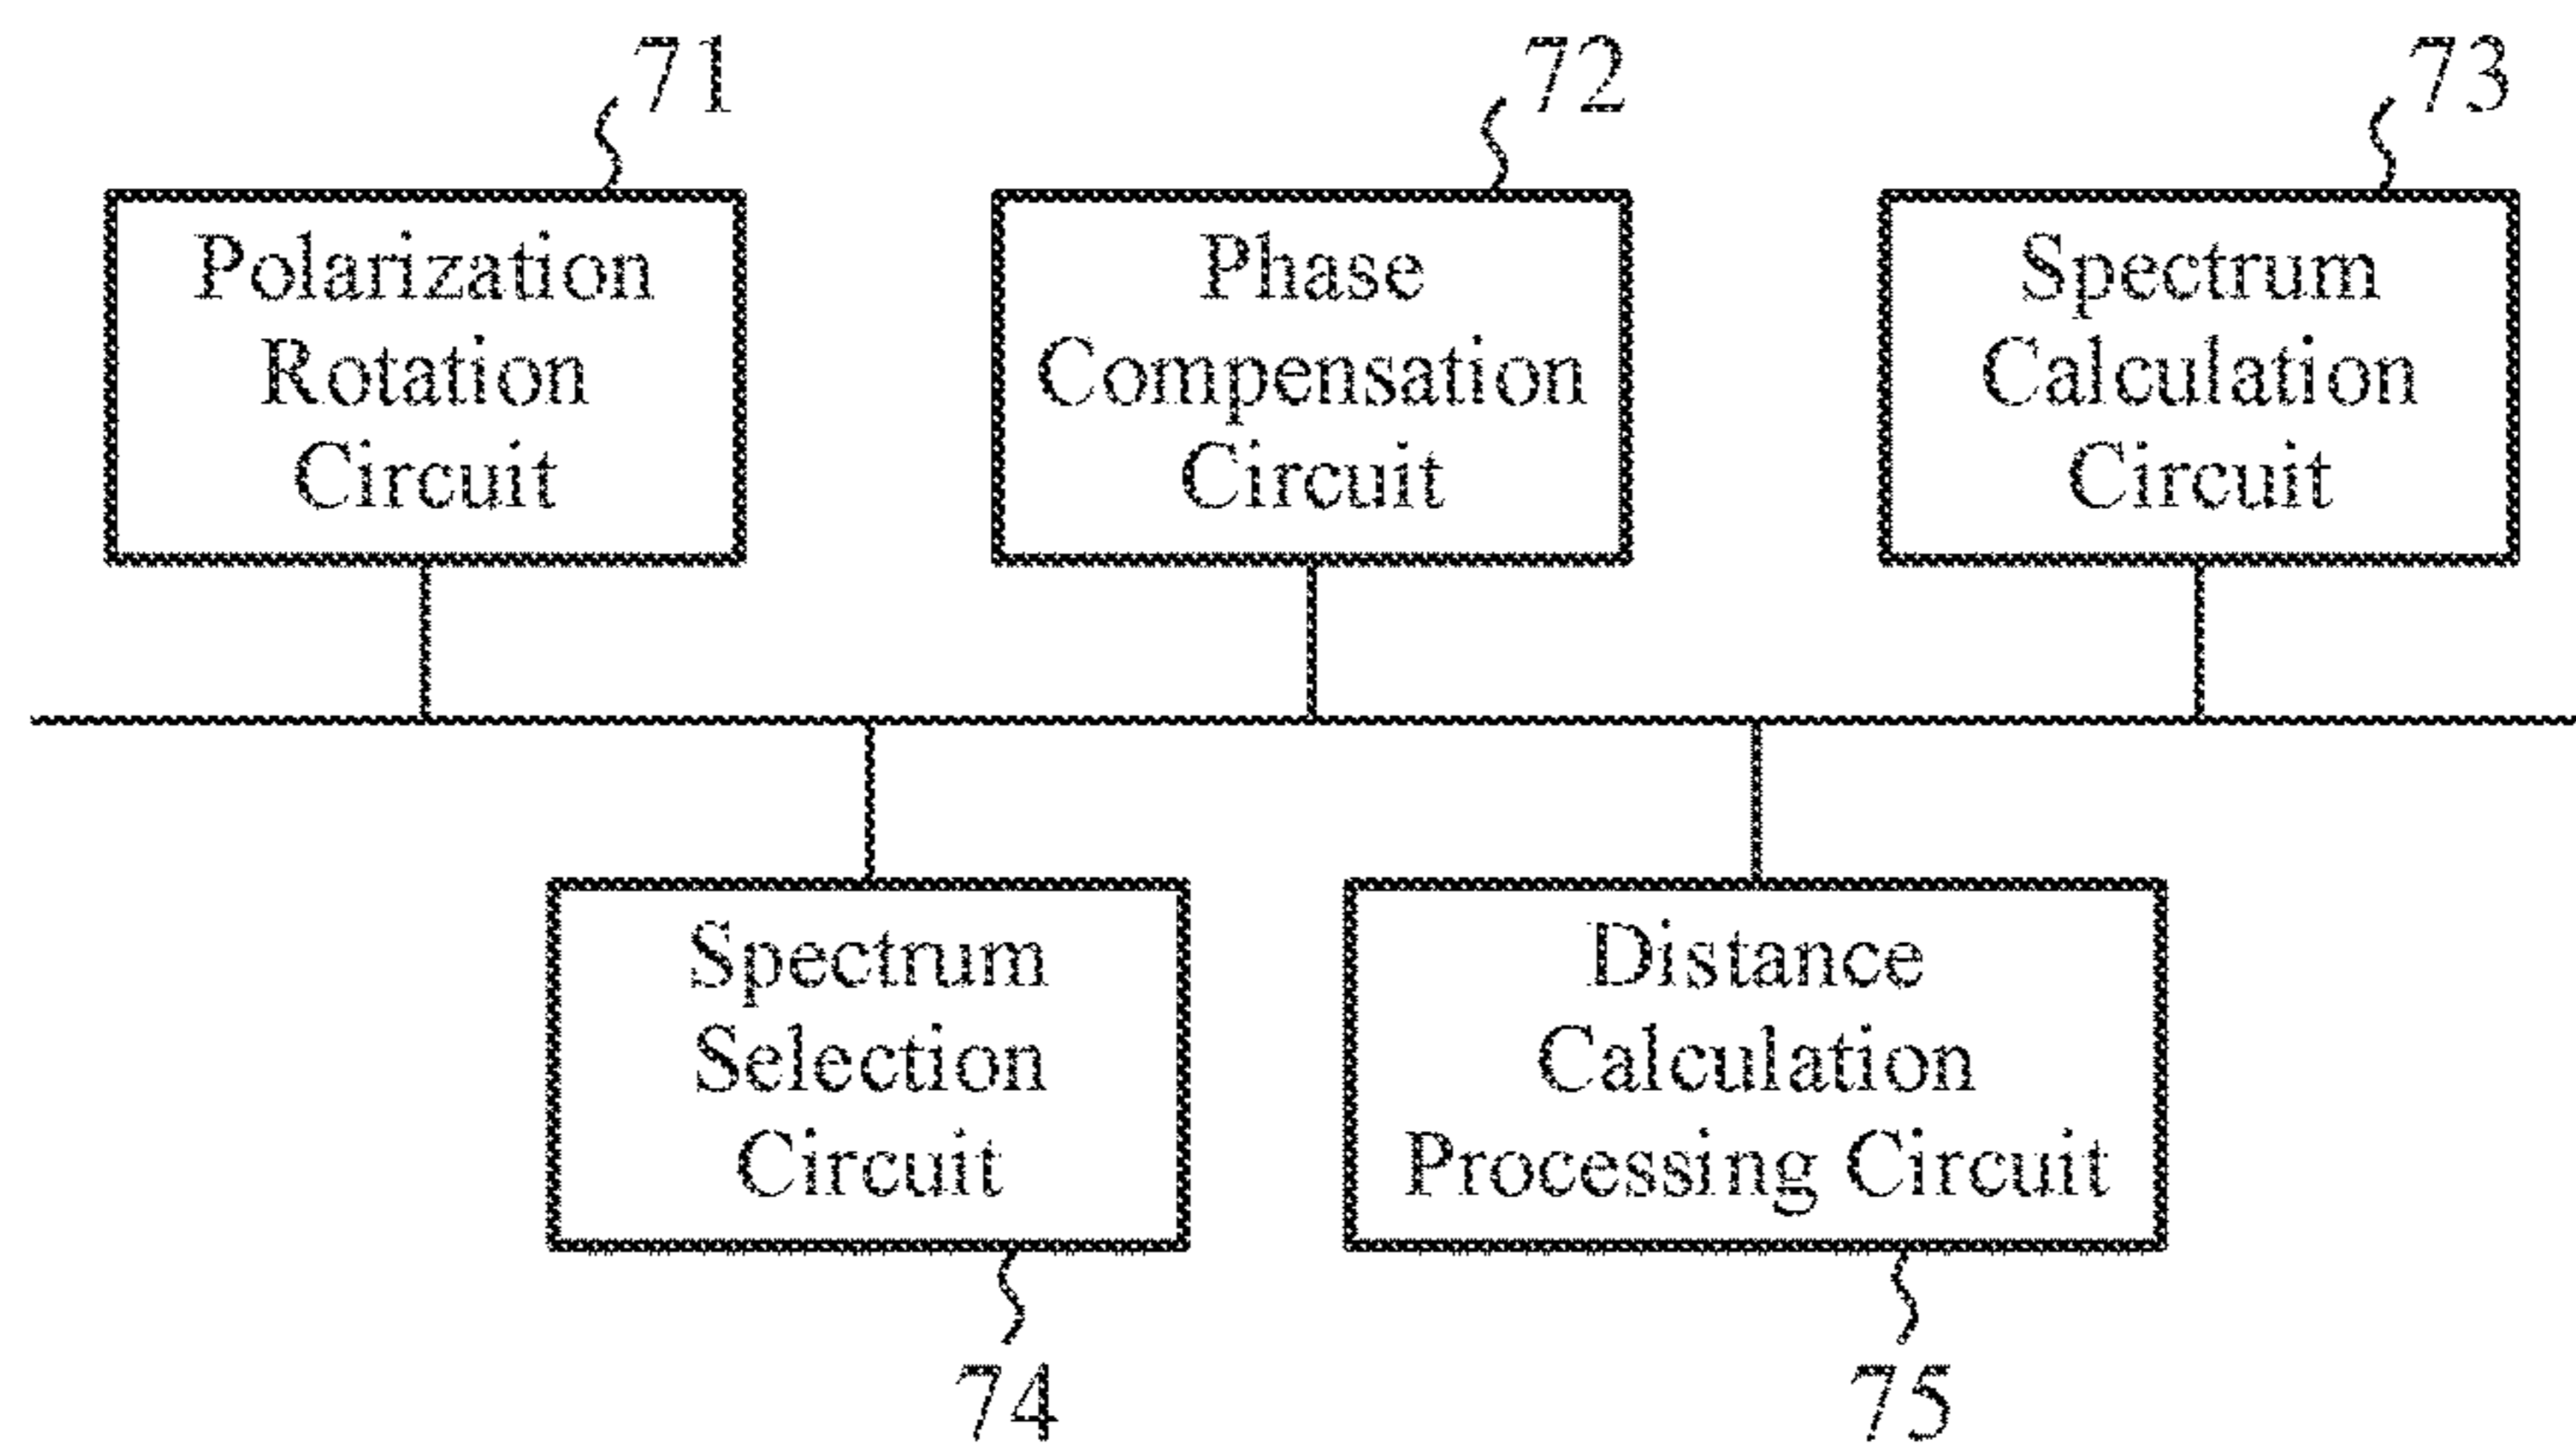 71
72
73
Polarization
Rotation
Circuit
Phase
Compensation
Circuit
Spectrum
Calculation
Circuit
Spectrum
Selection
Circuit
Distance
Calculation
Processing Circuit
74
75